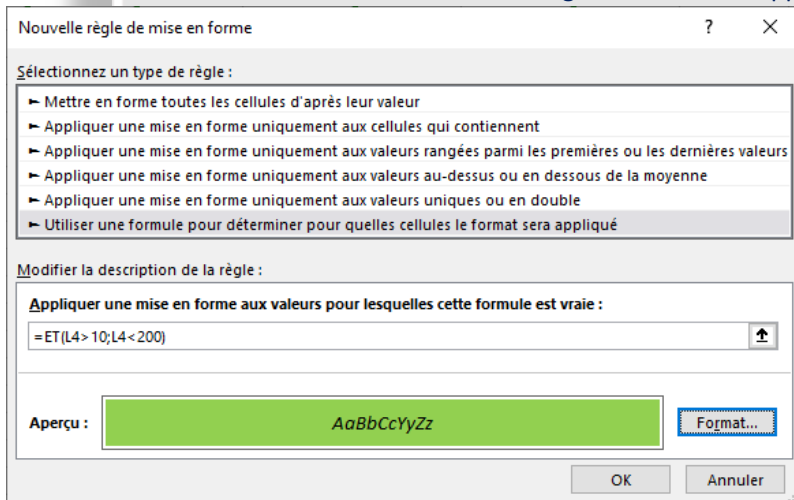 Nouvelle règle de mise en forme ? ×
Sélectionnez un type de règle :
► Mettre en forme toutes les cellules d'après leur valeur
► Appliquer une mise en forme uniquement aux cellules qui contiennent
► Appliquer une mise en forme uniquement aux valeurs rangées parmi les premières ou les dernières valeurs
► Appliquer une mise en forme uniquement aux valeurs au-dessus ou en dessous de la moyenne
► Appliquer une mise en forme uniquement aux valeurs uniques ou en double
► Utiliser une formule pour déterminer pour quelles cellules le format sera appliqué
Modifier la description de la règle :
Appliquer une mise en forme aux valeurs pour lesquelles cette formule est vraie :
=ET(L4>10;L4<200)
Aperçu : AaBbCcYyZz Format...
OK Annuler